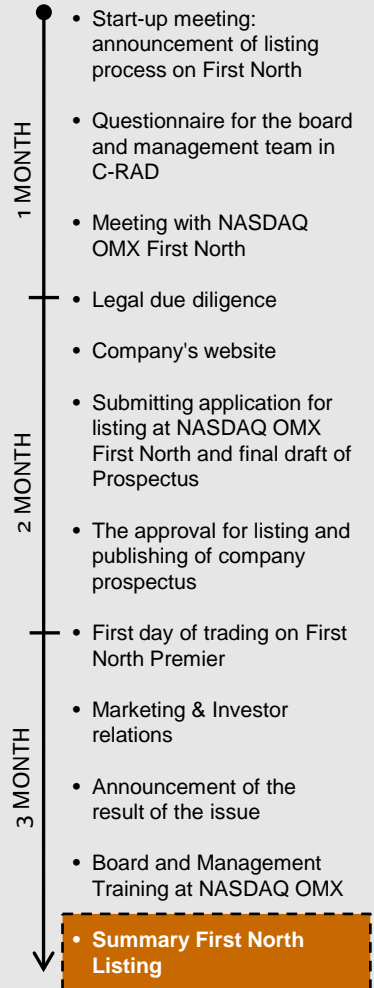 1 MONTH
• Start-up meeting:
announcement of listing
process on First North
• Questionnaire for the board
and management team in
C-RAD
• Meeting with NASDAQ
OMX First North
2 MONTH
• Legal due diligence
• Company's website
• Submitting application for
listing at NASDAQ OMX
First North and final draft of
Prospectus
• The approval for listing and
publishing of company
prospectus
3 MONTH
• First day of trading on First
North Premier
• Marketing & Investor
relations
• Announcement of the
result of the issue
• Board and Management
Training at NASDAQ OMX
• Summary First North
Listing